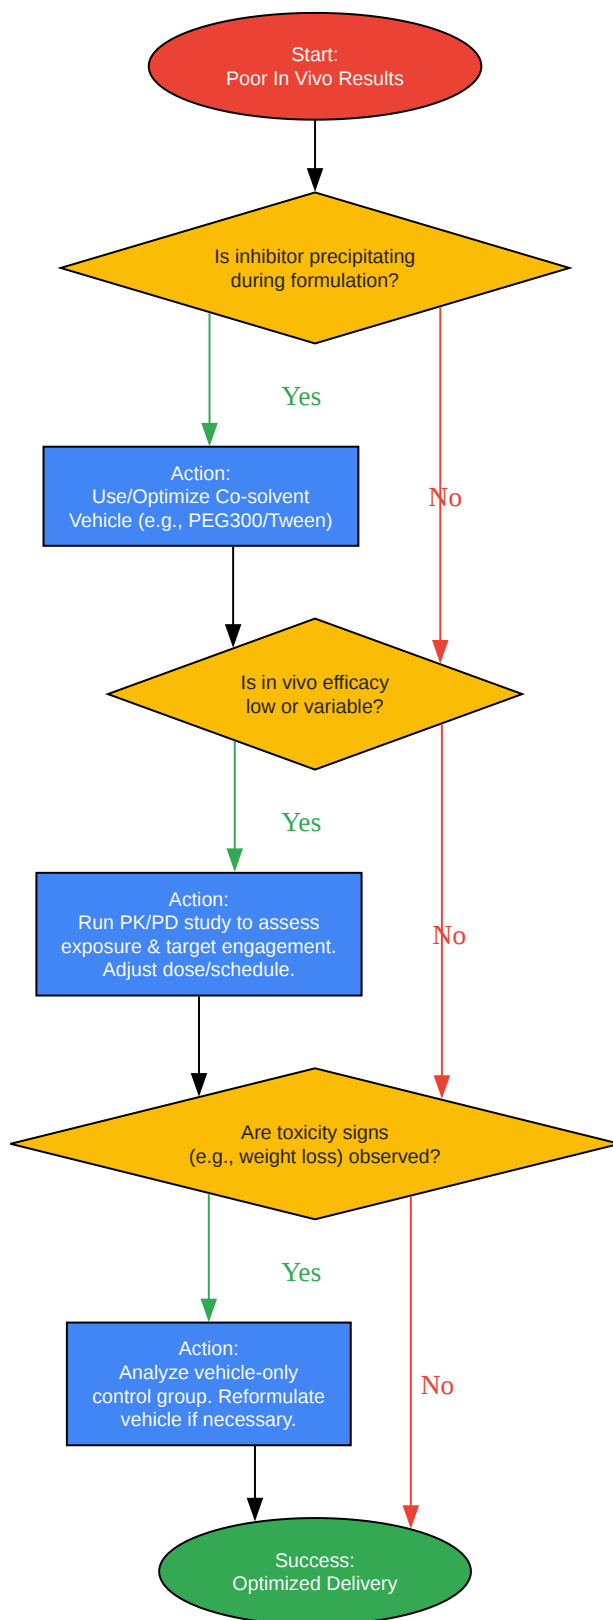 Start:
Poor In Vivo Results
Is inhibitor precipitating
during formulation?
Yes
Action:
Use/Optimize Co-solvent
Vehicle (e.g., PEG300/Tween)
No
Is in vivo efficacy
low or variable?
Yes
Action:
Run PK/PD study to assess
exposure & target engagement.
Adjust dose/schedule.
No
Are toxicity signs
(e.g., weight loss) observed?
Yes
Action:
Analyze vehicle-only
control group. Reformulate
vehicle if necessary.
No
Success:
Optimized Delivery